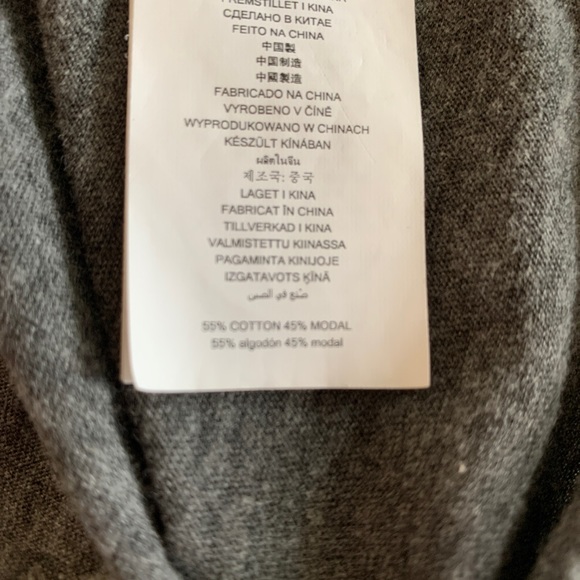 FREMSTILLET I KINA
СДЕЛАНО В КИТАЕ
FEITO NA CHINA
中国製
中国制造
中國製造
FABRICADO NA CHINA
VYROBENO V ČÍNĚ
WYPRODUKOWANO W CHINACH
KÉSZÜLT KÍNÁBAN
ผลิตในจีน
제조국: 중국
LAGET I KINA
FABRICAT ÎN CHINA
TILLVERKAD I KINA
VALMISTETTU KIINASSA
PAGAMINTA KINIJOJE
IZGATAVOTS ĶĪNĀ
صنع في الصين
55% COTTON 45% MODAL
55% algodón 45% modal